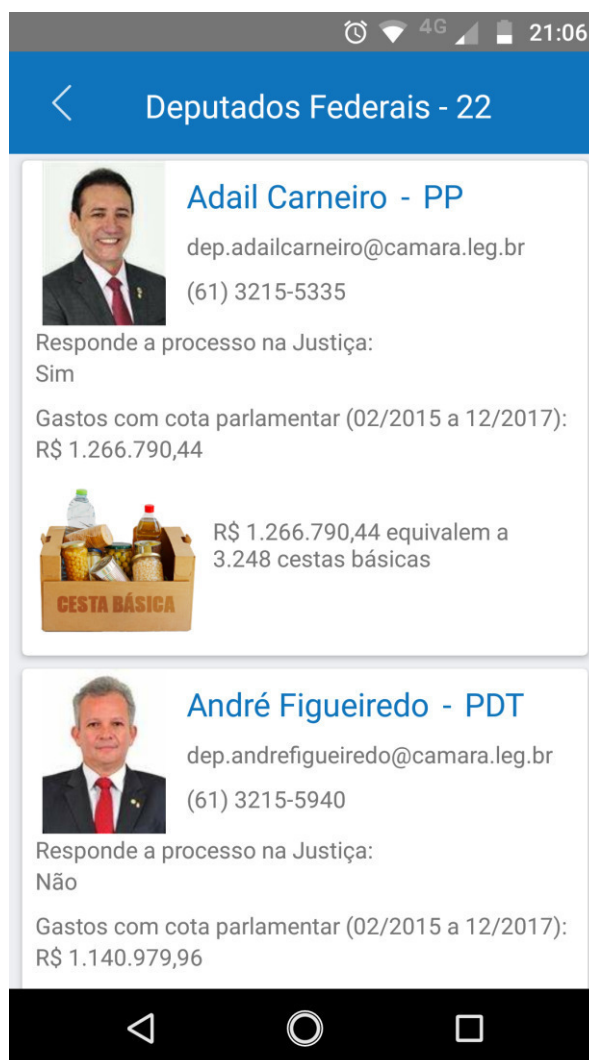 4G 21:06
Deputados Federais - 22
Adail Carneiro - PP
dep.adailcarneiro@camara.leg.br
(61) 3215-5335
Responde a processo na Justiça:
Sim
Gastos com cota parlamentar (02/2015 a 12/2017):
R$ 1.266.790,44
R$ 1.266.790,44 equivalem a
3.248 cestas básicas
CESTA BÁSICA
André Figueiredo - PDT
dep.andrefigueiredo@camara.leg.br
(61) 3215-5940
Responde a processo na Justiça:
Não
Gastos com cota parlamentar (02/2015 a 12/2017):
R$ 1.140.979,96